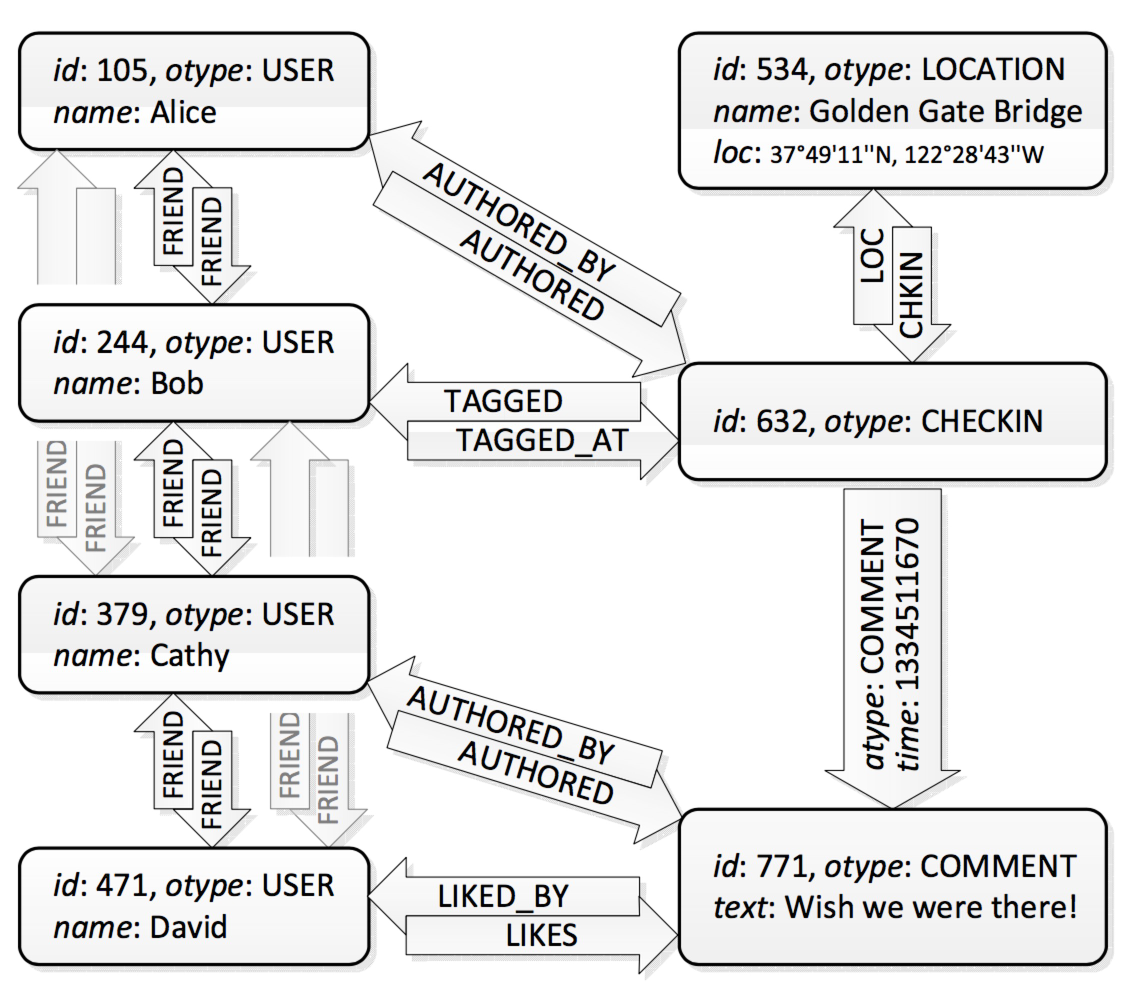 id: 105, otype: USER
name: Alice
id: 534, otype: LOCATION
name: Golden Gate Bridge
loc: 37°49'11"N, 122°28'43"W
AUTHORED_BY
AUTHORED
FRIEND
FRIEND
LOC
CHKIN
id: 244, otype: USER
name: Bob
TAGGED
TAGGED_AT
id: 632, otype: CHECKIN
FRIEND
FRIEND
FRIEND
FRIEND
atype: COMMENT
time: 1334511670
id: 379, otype: USER
name: Cathy
AUTHORED_BY
AUTHORED
FRIEND
FRIEND
FRIEND
FRIEND
id: 471, otype: USER
name: David
LIKED_BY
LIKES
id: 771, otype: COMMENT
text: Wish we were there!